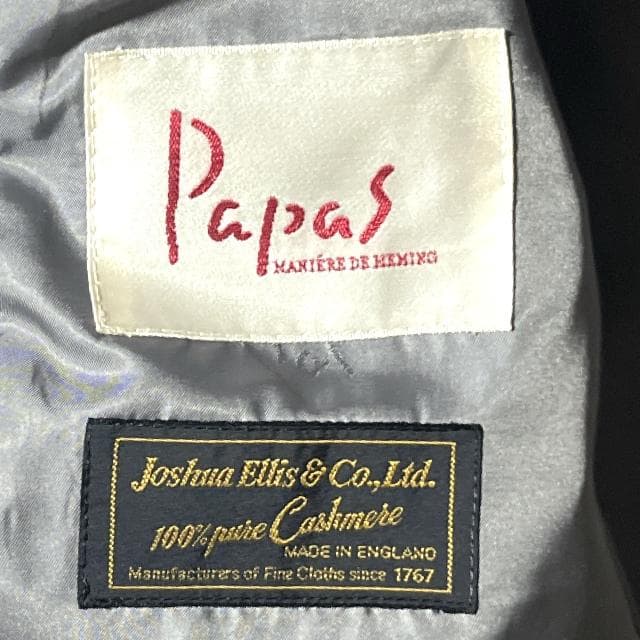 Papas
MANIÉRE DE HEMING
Joshua Ellis & Co., Ltd.
100% pure Cashmere
MADE IN ENGLAND
Manufacturers of Fine Cloths since 1767